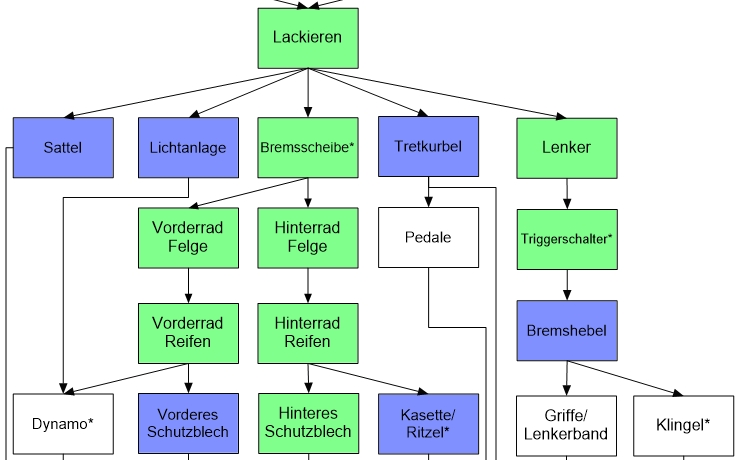 Lackieren
Sattel
Lichtanlage
Bremsscheibe*
Tretkurbel
Lenker
Vorderrad
Felge
Hinterrad
Felge
Pedale
Triggerschalter*
Vorderrad
Reifen
Hinterrad
Reifen
Bremshebel
Dynamo*
Vorderes
Schutzblech
Hinteres
Schutzblech
Kasette/
Ritzel*
Griffe/
Lenkerband
Klingel*